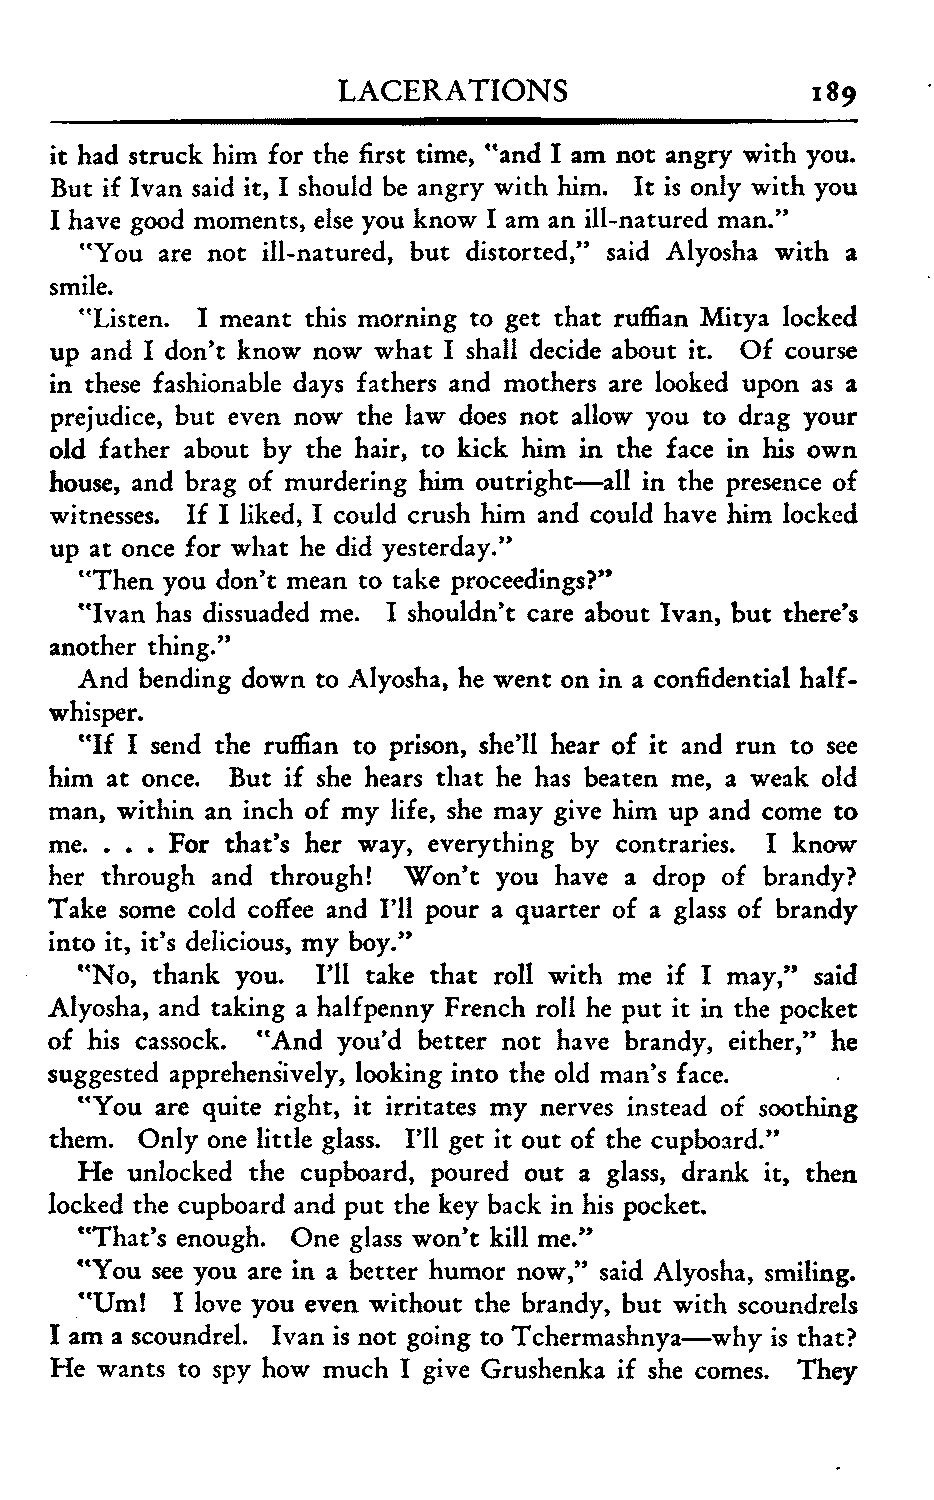 LACERATIONS 189
it had struck him for the first time, "and I am not angry with you.
But if Ivan said it, I should be angry with him. It is only with you
I have good moments, else you know I am an ill-natured man."
"You are not ill-natured, but distorted," said Alyosha with a
smile.
"Listen. I meant this morning to get that ruffian Mitya locked
up and I don't know now what I shall decide about it. Of course
in these fashionable days fathers and mothers are looked upon as a
prejudice, but even now the law does not allow you to drag your
old father about by the hair, to kick him in the face in his own
house, and brag of murdering him outright—all in the presence of
witnesses. If I liked, I could crush him and could have him locked
up at once for what he did yesterday."
"Then you don't mean to take proceedings?"
"Ivan has dissuaded me. I shouldn't care about Ivan, but there's
another thing."
And bending down to Alyosha, he went on in a confidential half-
whisper.
"If I send the ruffian to prison, she'll hear of it and run to see
him at once. But if she hears that he has beaten me, a weak old
man, within an inch of my life, she may give him up and come to
me. . . . For that's her way, everything by contraries. I know
her through and through! Won't you have a drop of brandy?
Take some cold coffee and I'll pour a quarter of a glass of brandy
into it, it's delicious, my boy."
"No, thank you. I'll take that roll with me if I may," said
Alyosha, and taking a halfpenny French roll he put it in the pocket
of his cassock. "And you'd better not have brandy, either," he
suggested apprehensively, looking into the old man's face.
"You are quite right, it irritates my nerves instead of soothing
them. Only one little glass. I'll get it out of the cupboard."
He unlocked the cupboard, poured out a glass, drank it, then
locked the cupboard and put the key back in his pocket.
"That's enough. One glass won't kill me."
"You see you are in a better humor now," said Alyosha, smiling.
"Um! I love you even without the brandy, but with scoundrels
I am a scoundrel. Ivan is not going to Tchermashnya—why is that?
He wants to spy how much I give Grushenka if she comes. They